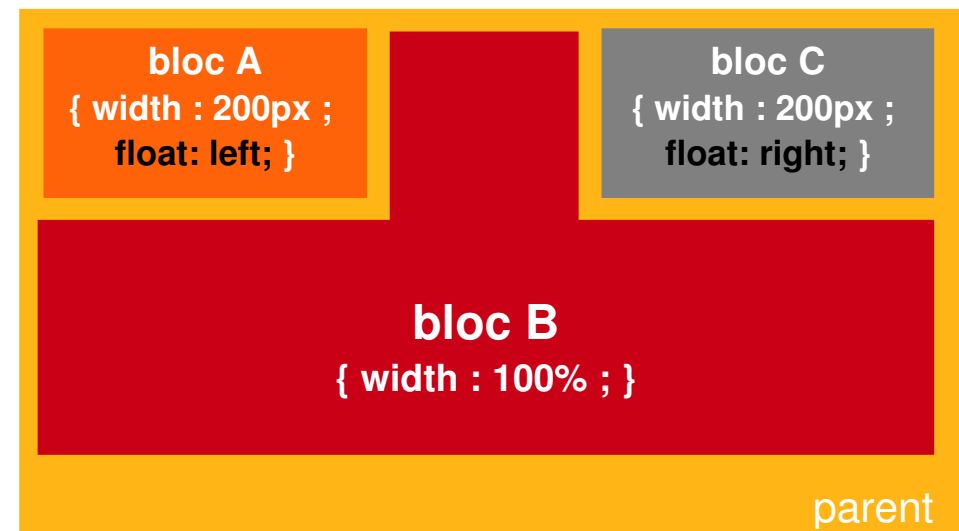 bloc A
{ width : 200px ;
float: left; }
bloc C
{ width : 200px ;
float: right; }
bloc B
{ width : 100% ; }
parent